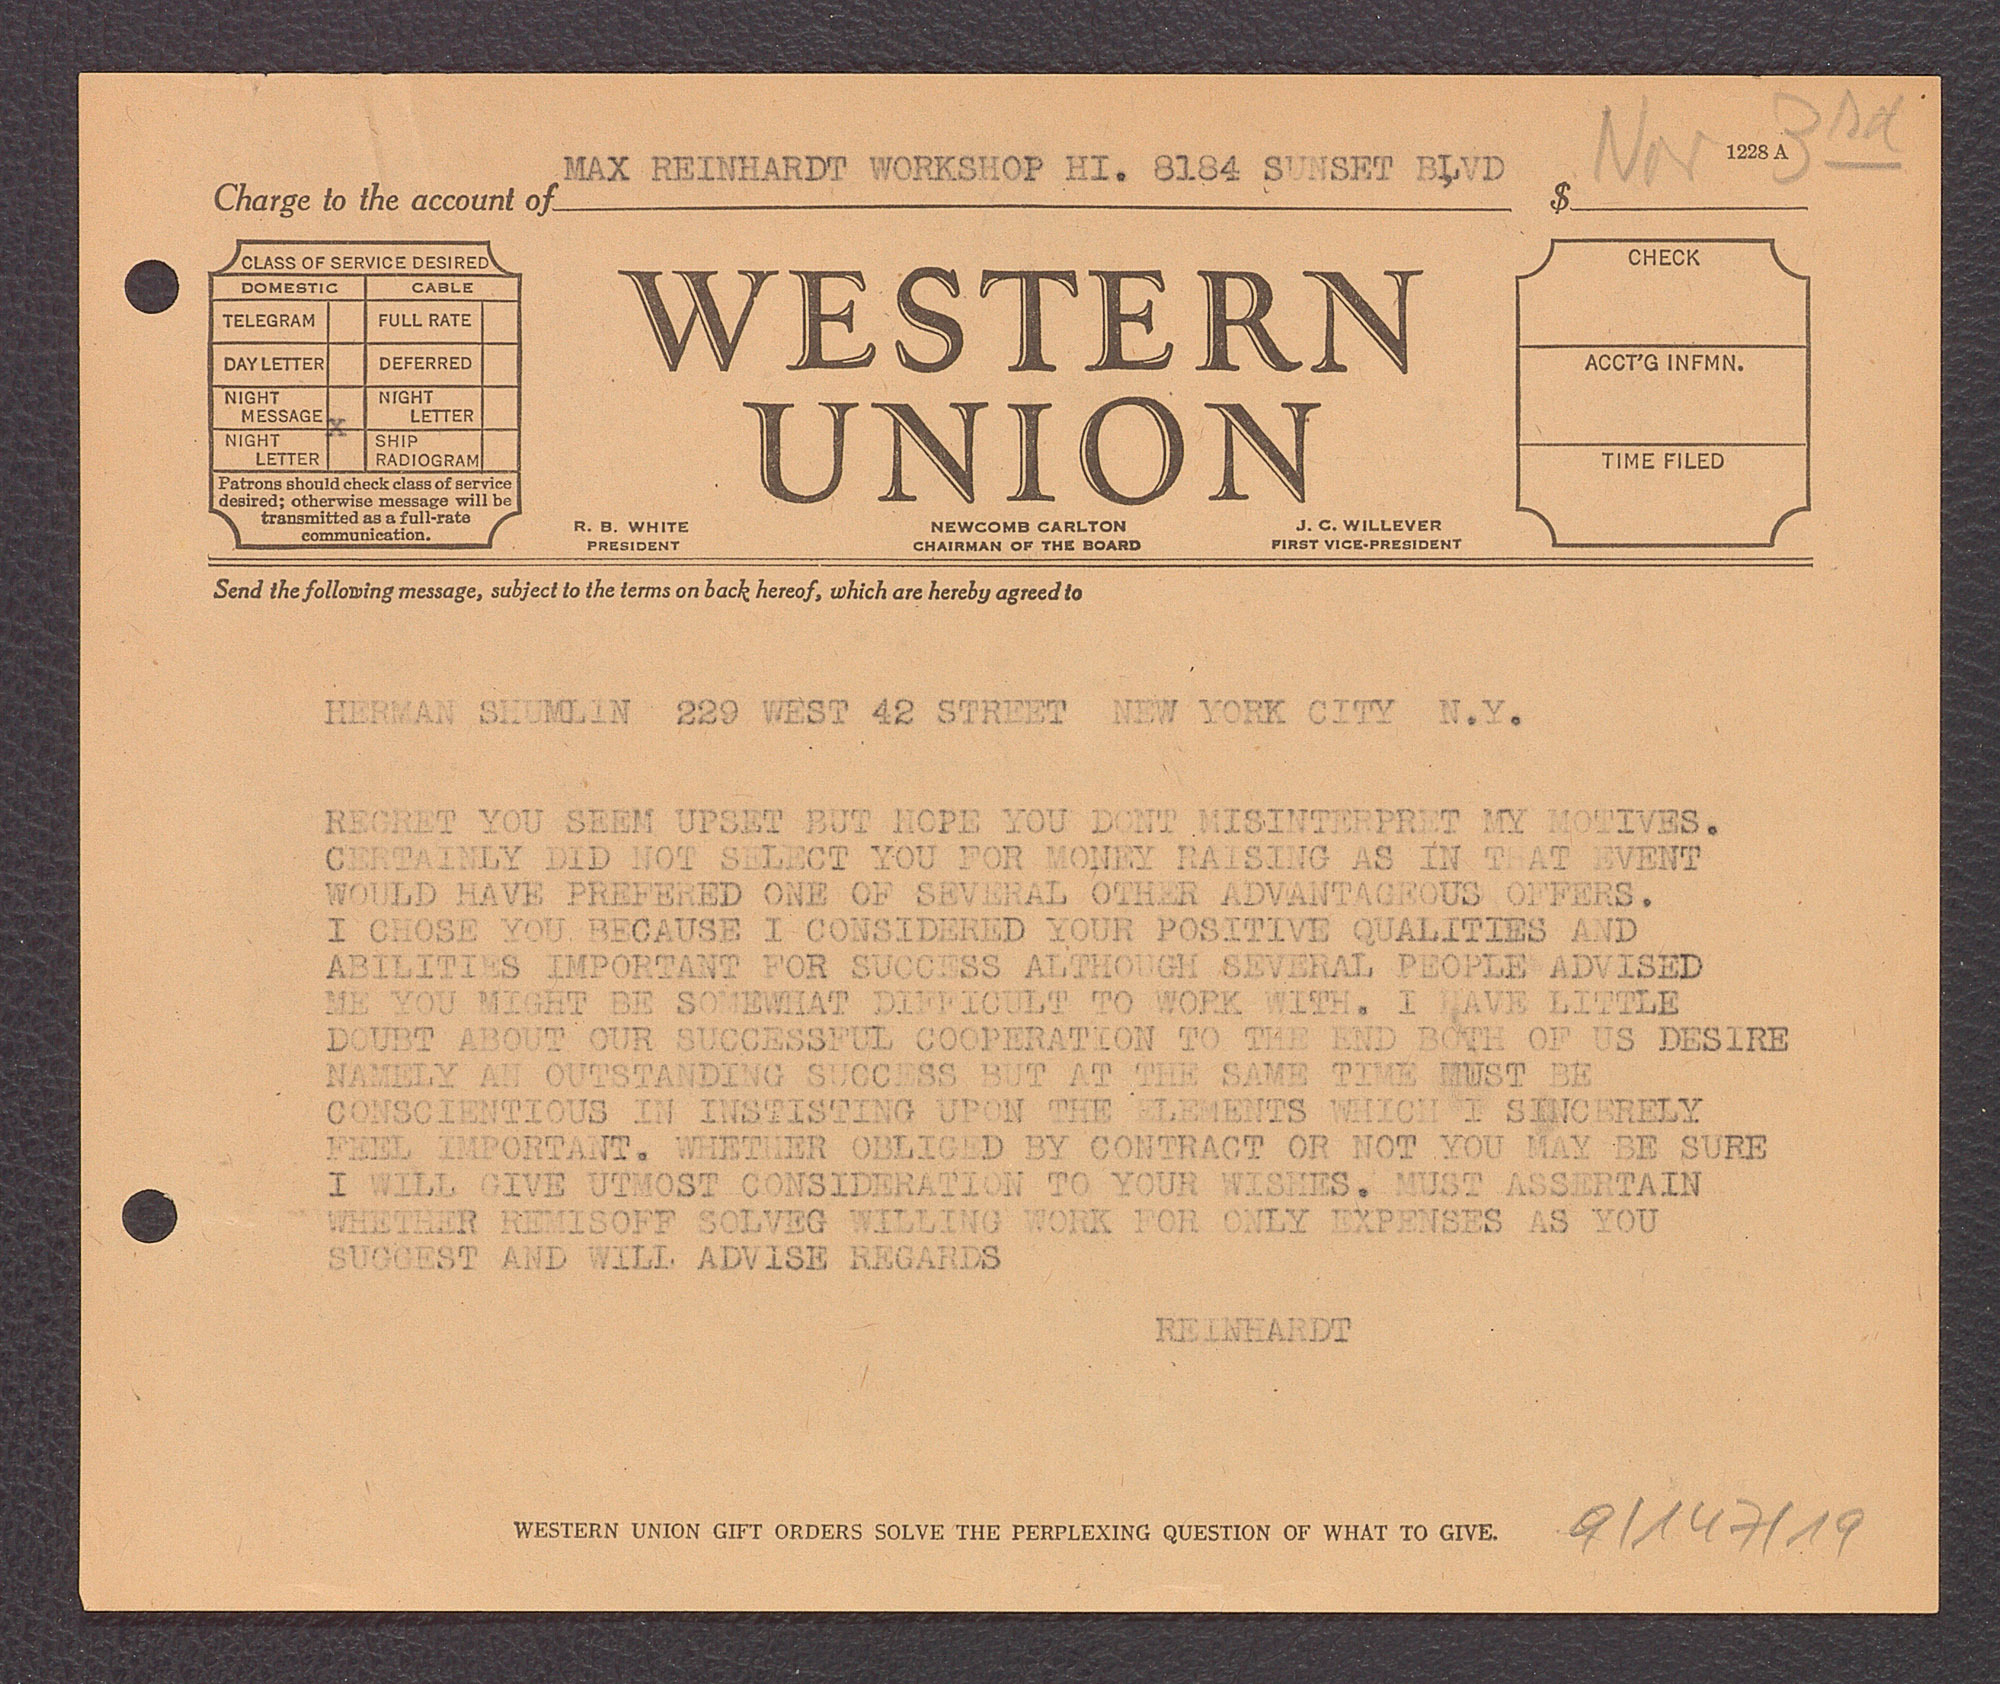 Nov 3rd
1228 A
MAX REINHARDT WORKSHOP HI. 8184 SUNSET BLVD
Charge to the account of $
CLASS OF SERVICE DESIRED
DOMESTIC CABLE
TELEGRAM FULL RATE
DAY LETTER DEFERRED
NIGHT MESSAGE NIGHT LETTER
X
NIGHT LETTER SHIP RADIOGRAM
Patrons should check class of service
desired; otherwise message will be
transmitted as a full-rate
communication.
WESTERN
UNION
R. B. WHITE
PRESIDENT
NEWCOMB CARLTON
CHAIRMAN OF THE BOARD
J. C. WILLEVER
FIRST VICE-PRESIDENT
CHECK
ACCT'G INFMN.
TIME FILED
Send the following message, subject to the terms on back hereof, which are hereby agreed to
HERMAN SHUMLIN 229 WEST 42 STREET NEW YORK CITY N.Y.
REGRET YOU SEEM UPSET BUT HOPE YOU DONT MISINTERPRET MY MOTIVES.
CERTAINLY DID NOT SELECT YOU FOR MONEY RAISING AS IN THAT EVENT
WOULD HAVE PREFERED ONE OF SEVERAL OTHER ADVANTAGEOUS OFFERS.
I CHOSE YOU BECAUSE I CONSIDERED YOUR POSITIVE QUALITIES AND
ABILITIES IMPORTANT FOR SUCCESS ALTHOUGH SEVERAL PEOPLE ADVISED
ME YOU MIGHT BE SOMEWHAT DIFFICULT TO WORK WITH. I HAVE LITTLE
DOUBT ABOUT OUR SUCCESSFUL COOPERATION TO THE END BOTH OF US DESIRE
NAMELY AN OUTSTANDING SUCCESS BUT AT THE SAME TIME MUST BE
CONSCIENTIOUS IN INSTISTING UPON THE ELEMENTS WHICH I SINCERELY
FEEL IMPORTANT. WHETHER OBLIGED BY CONTRACT OR NOT YOU MAY BE SURE
I WILL GIVE UTMOST CONSIDERATION TO YOUR WISHES. MUST ASSERTAIN
WHETHER REMISOFF SOLVEG WILLING WORK FOR ONLY EXPENSES AS YOU
SUGGEST AND WILL ADVISE REGARDS
REINHARDT
WESTERN UNION GIFT ORDERS SOLVE THE PERPLEXING QUESTION OF WHAT TO GIVE.
9/147/19